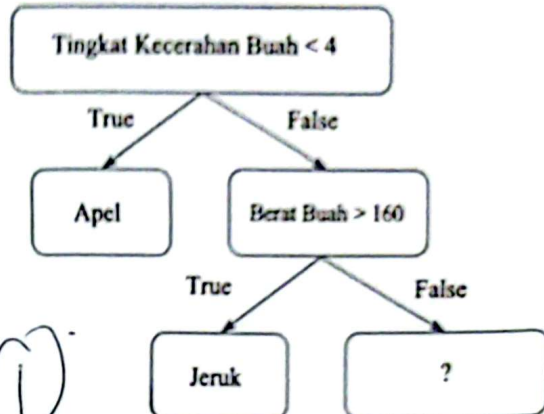 Tingkat Kecerahan Buah < 4
True
False
Apel
Berat Buah > 160
True
False
Jeruk
?